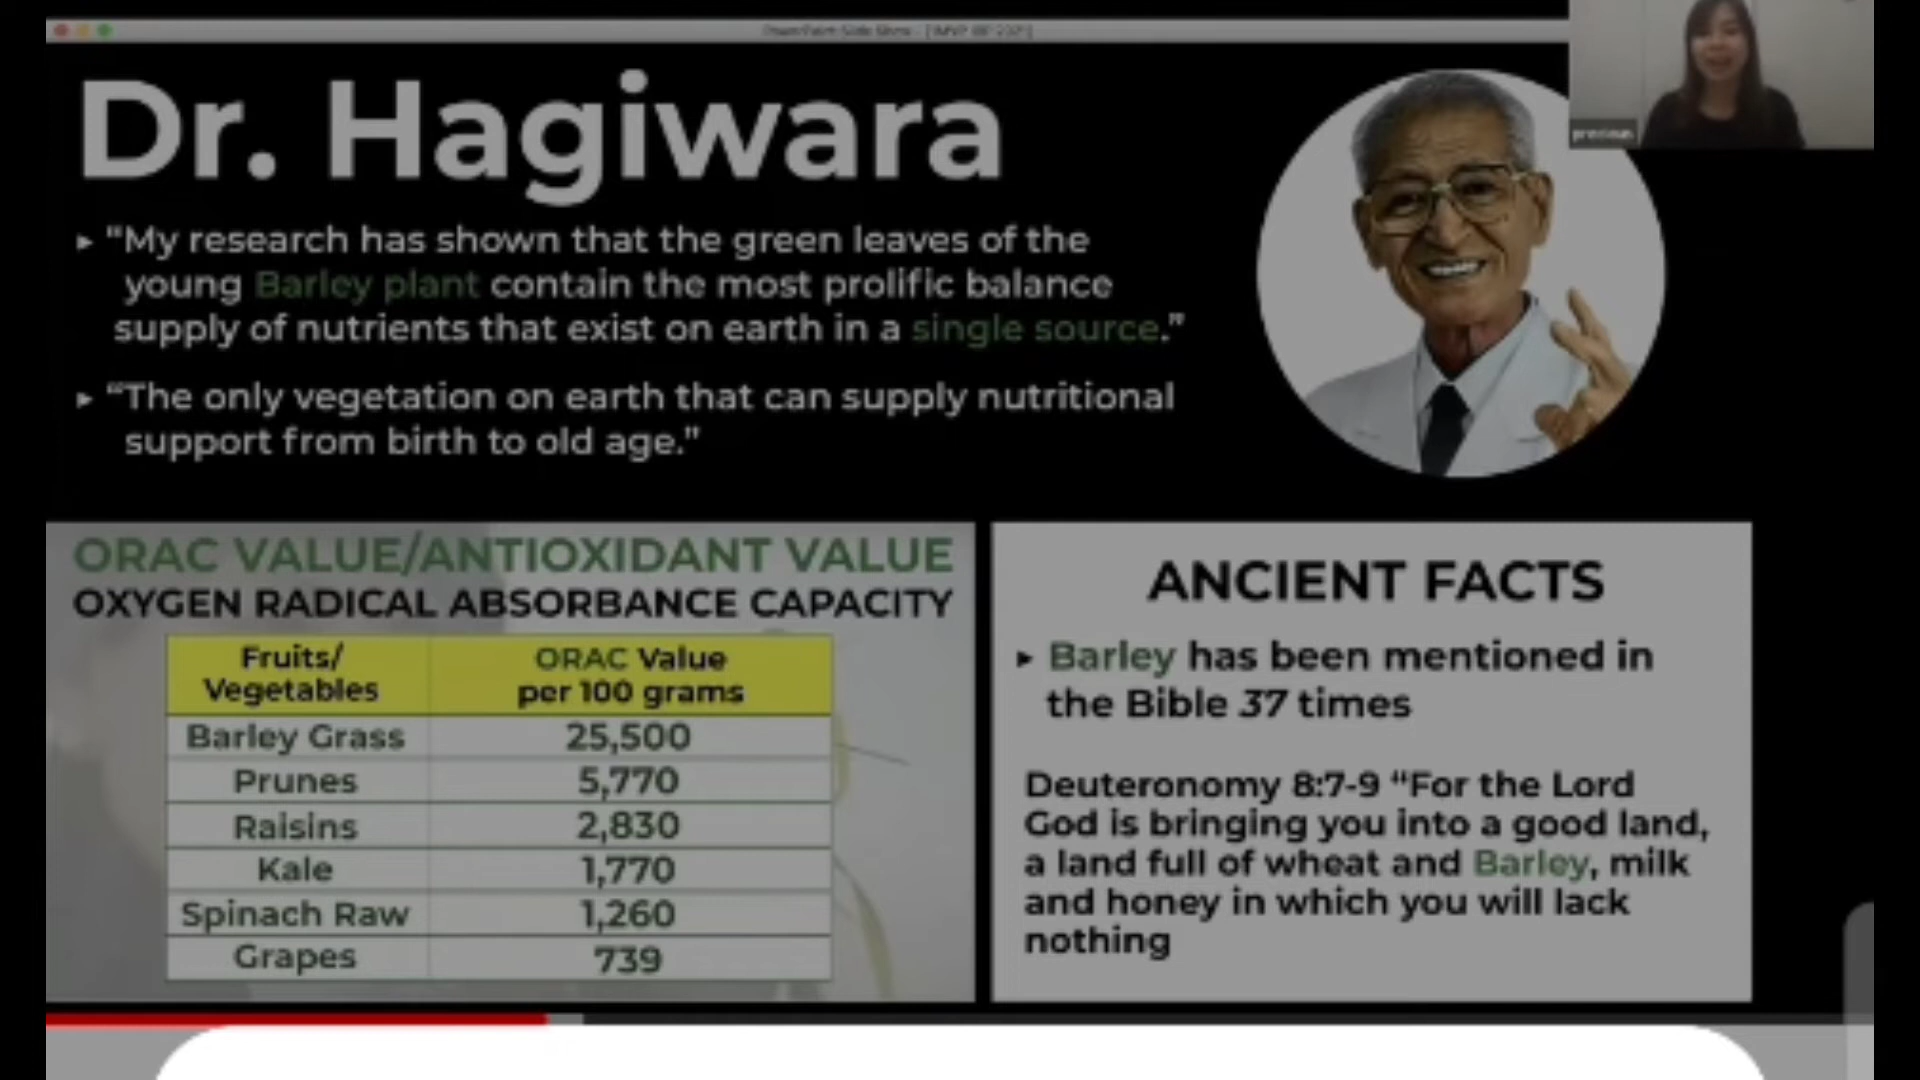 Dr. Hagiwara
▸ “My research has shown that the green leaves of the
young Barley plant contain the most prolific balance
supply of nutrients that exist on earth in a single source.”
▸ “The only vegetation on earth that can supply nutritional
support from birth to old age.”
ORAC VALUE/ANTIOXIDANT VALUE
OXYGEN RADICAL ABSORBANCE CAPACITY
Fruits/ Vegetables ORAC Value per 100 grams
Barley Grass 25,500
Prunes 5,770
Raisins 2,830
Kale 1,770
Spinach Raw 1,260
Grapes 739
ANCIENT FACTS
▸ Barley has been mentioned in
the Bible 37 times
Deuteronomy 8:7-9 “For the Lord
God is bringing you into a good land,
a land full of wheat and Barley, milk
and honey in which you will lack
nothing